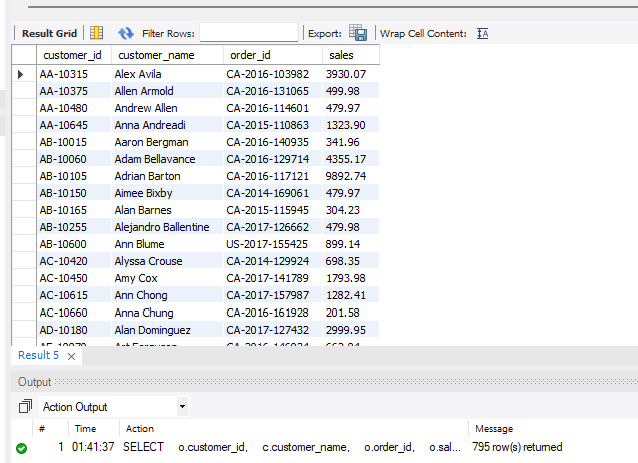 Result Grid Filter Rows: Export: Wrap Cell Content:
customer_id customer_name order_id sales
AA-10315 Alex Avila CA-2016-103982 3930.07
AA-10375 Allen Armold CA-2016-131065 499.98
AA-10480 Andrew Allen CA-2016-114601 479.97
AA-10645 Anna Andreadi CA-2015-110863 1323.90
AB-10015 Aaron Bergman CA-2016-140935 341.96
AB-10060 Adam Bellavance CA-2016-129714 4355.17
AB-10105 Adrian Barton CA-2016-117121 9892.74
AB-10150 Aimee Bixby CA-2014-169061 479.97
AB-10165 Alan Barnes CA-2015-115945 304.23
AB-10255 Alejandro Ballentine CA-2017-126662 479.98
AB-10600 Ann Blume US-2017-155425 899.14
AC-10420 Alyssa Crouse CA-2014-129924 698.35
AC-10450 Amy Cox CA-2017-141789 1793.98
AC-10615 Ann Chong CA-2017-157987 1282.41
AC-10660 Anna Chung CA-2016-161928 201.58
AD-10180 Alan Dominguez CA-2017-127432 2999.95
Result 5
Output
Action Output
# Time Action Message
1 01:41:37 SELECT o.customer_id, c.customer_name, o.order_id, o.sal... 795 row(s) returned